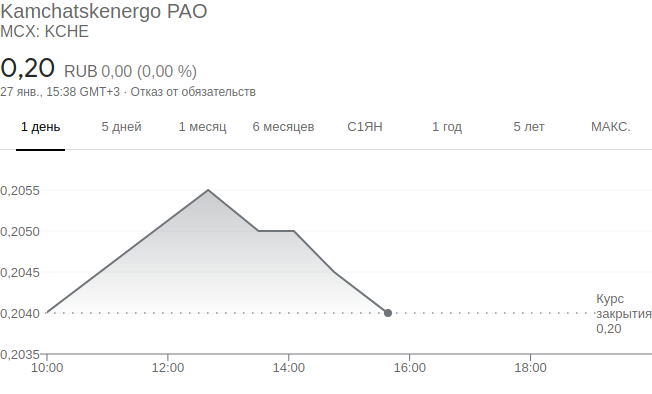 Kamchatskenergo PAO
MCX: KCHE
0,20 RUB 0,00 (0,00 %)
27 янв., 15:38 GMT+3 · Отказ от обязательств
1 день 5 дней 1 месяц 6 месяцев С1ЯН 1 год 5 лет МАКС.
0,2055
0,2050
0,2045
0,2040
0,2035
Курс
закрытия
0,20
10:00 12:00 14:00 16:00 18:00